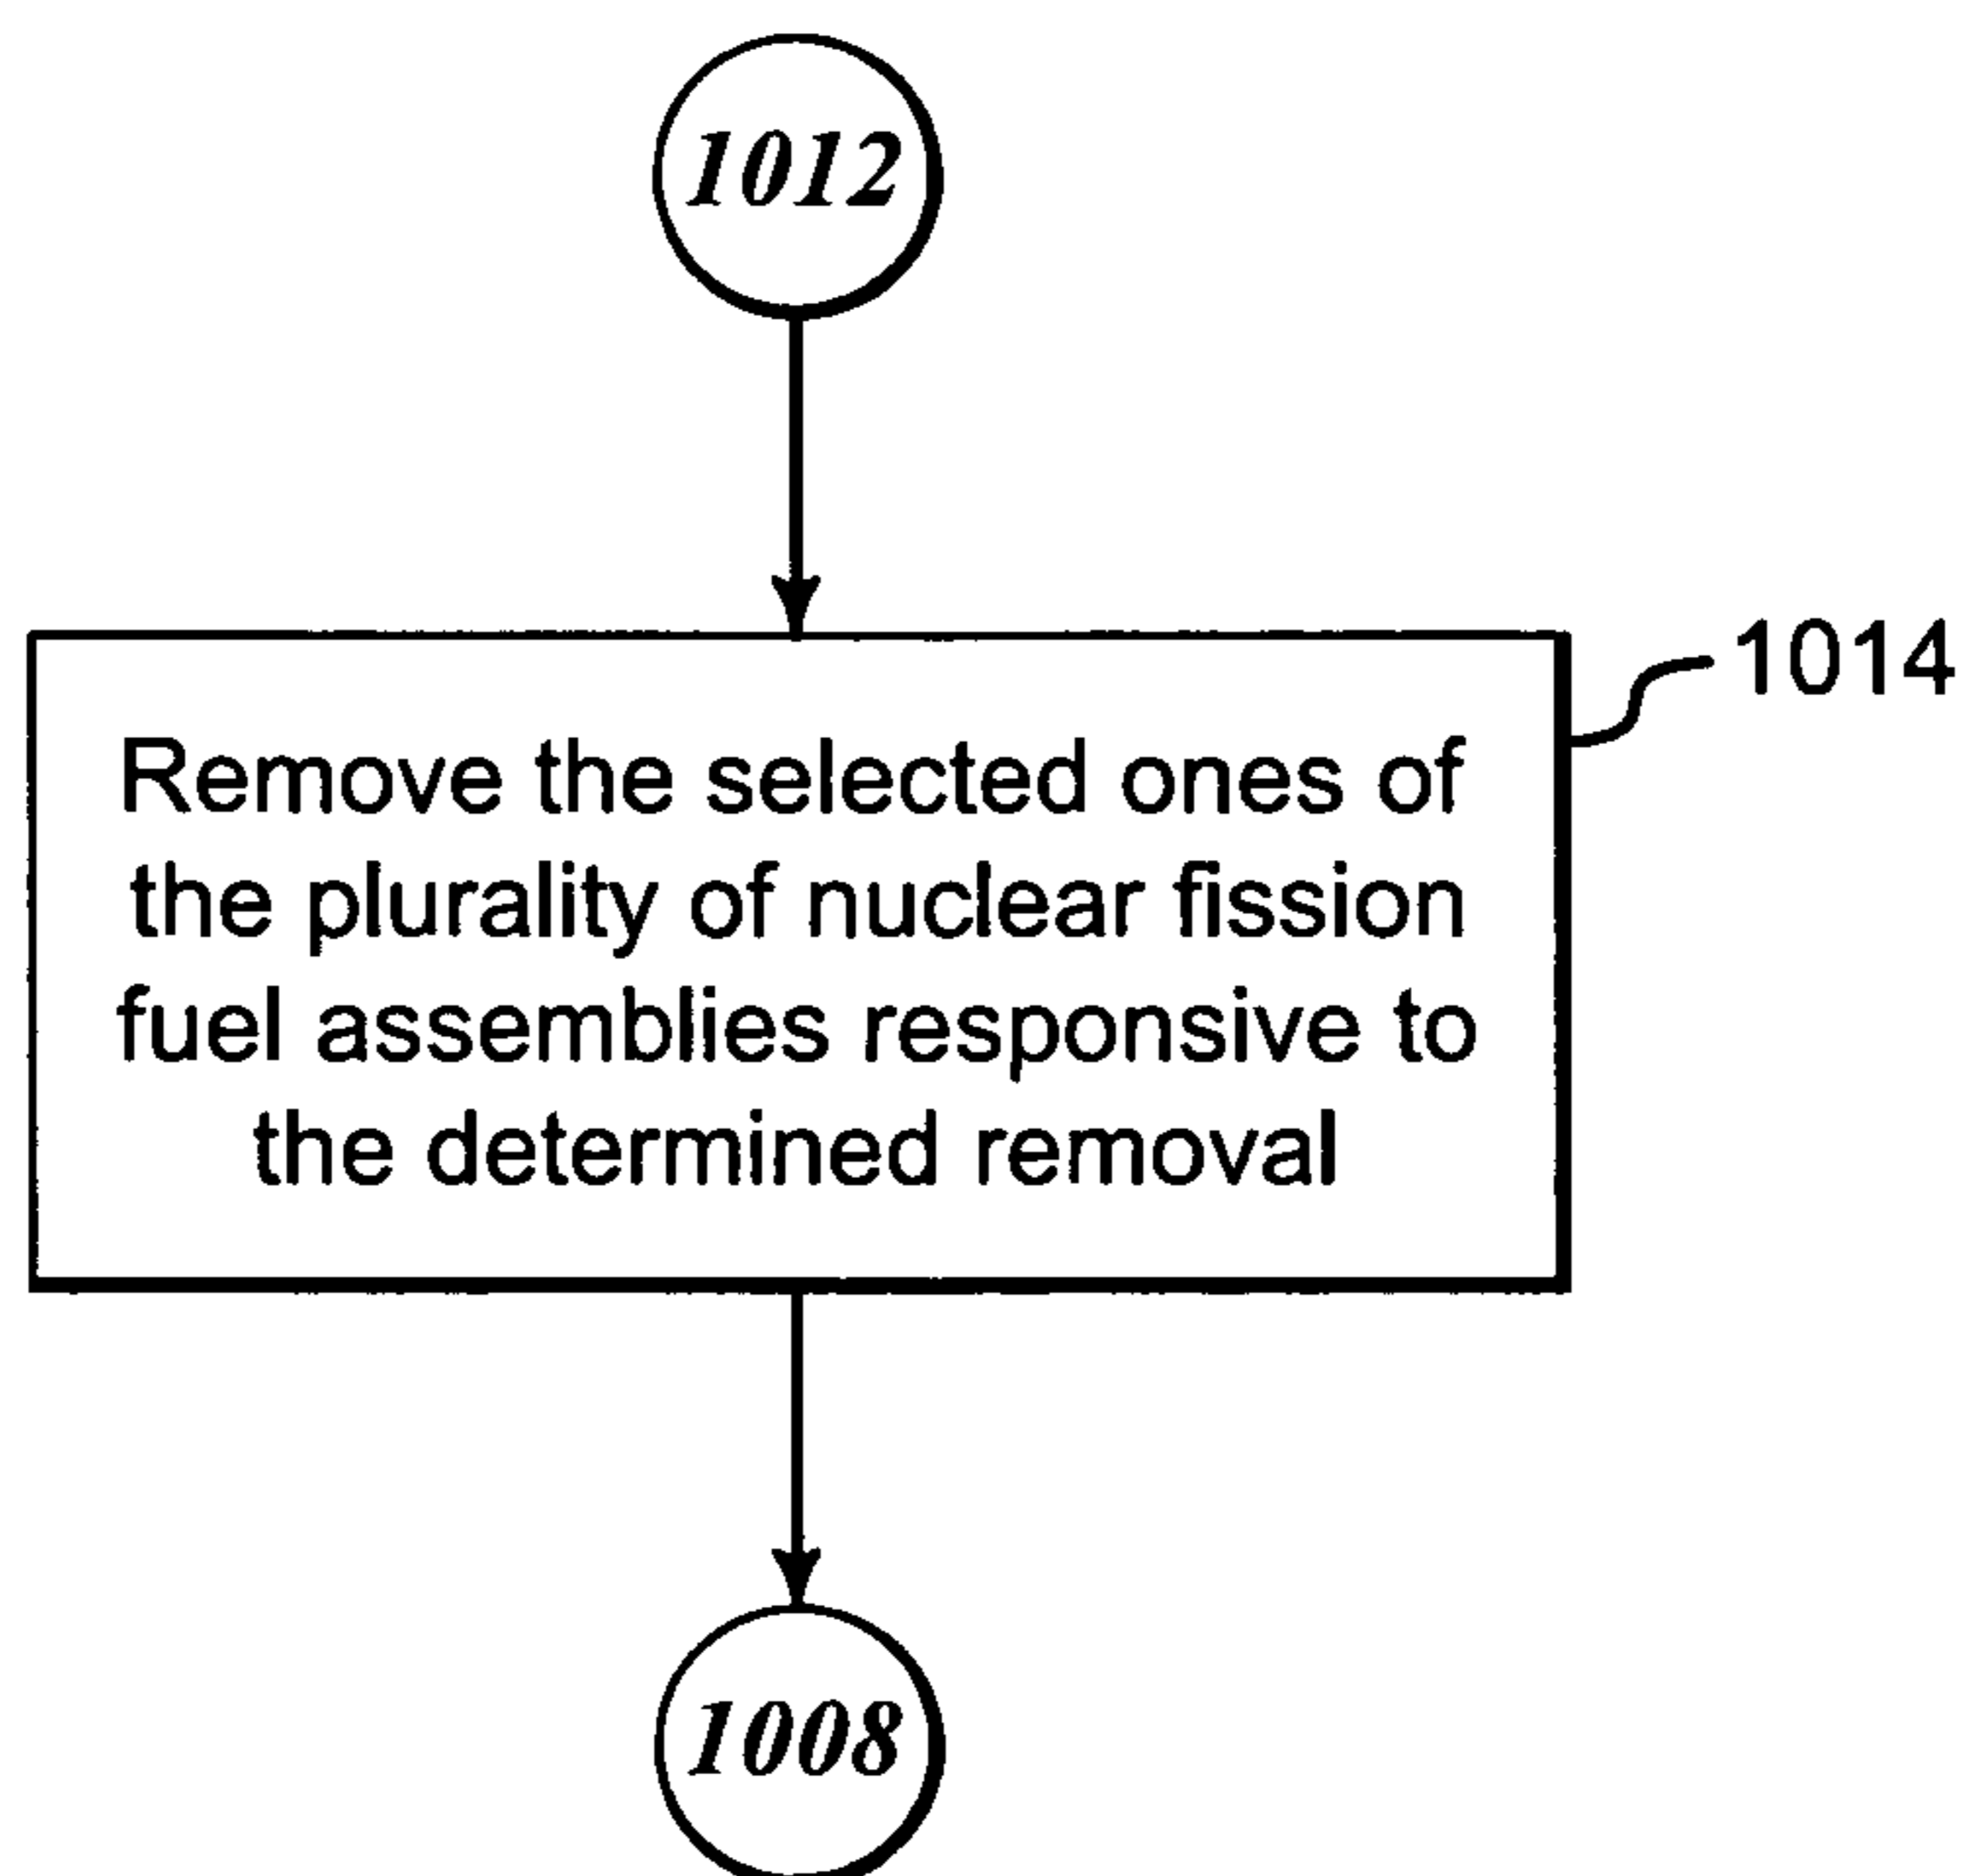 1012
1014
Remove the selected ones of
the plurality of nuclear fission
fuel assemblies responsive to
the determined removal
1008